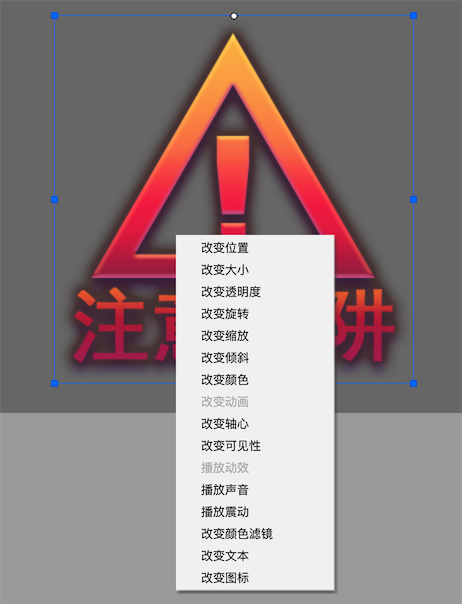 注意
阱
改变位置
改变大小
改变透明度
改变旋转
改变缩放
改变倾斜
改变颜色
改变动画
改变轴心
改变可见性
播放动效
播放声音
播放震动
改变颜色滤镜
改变文本
改变图标